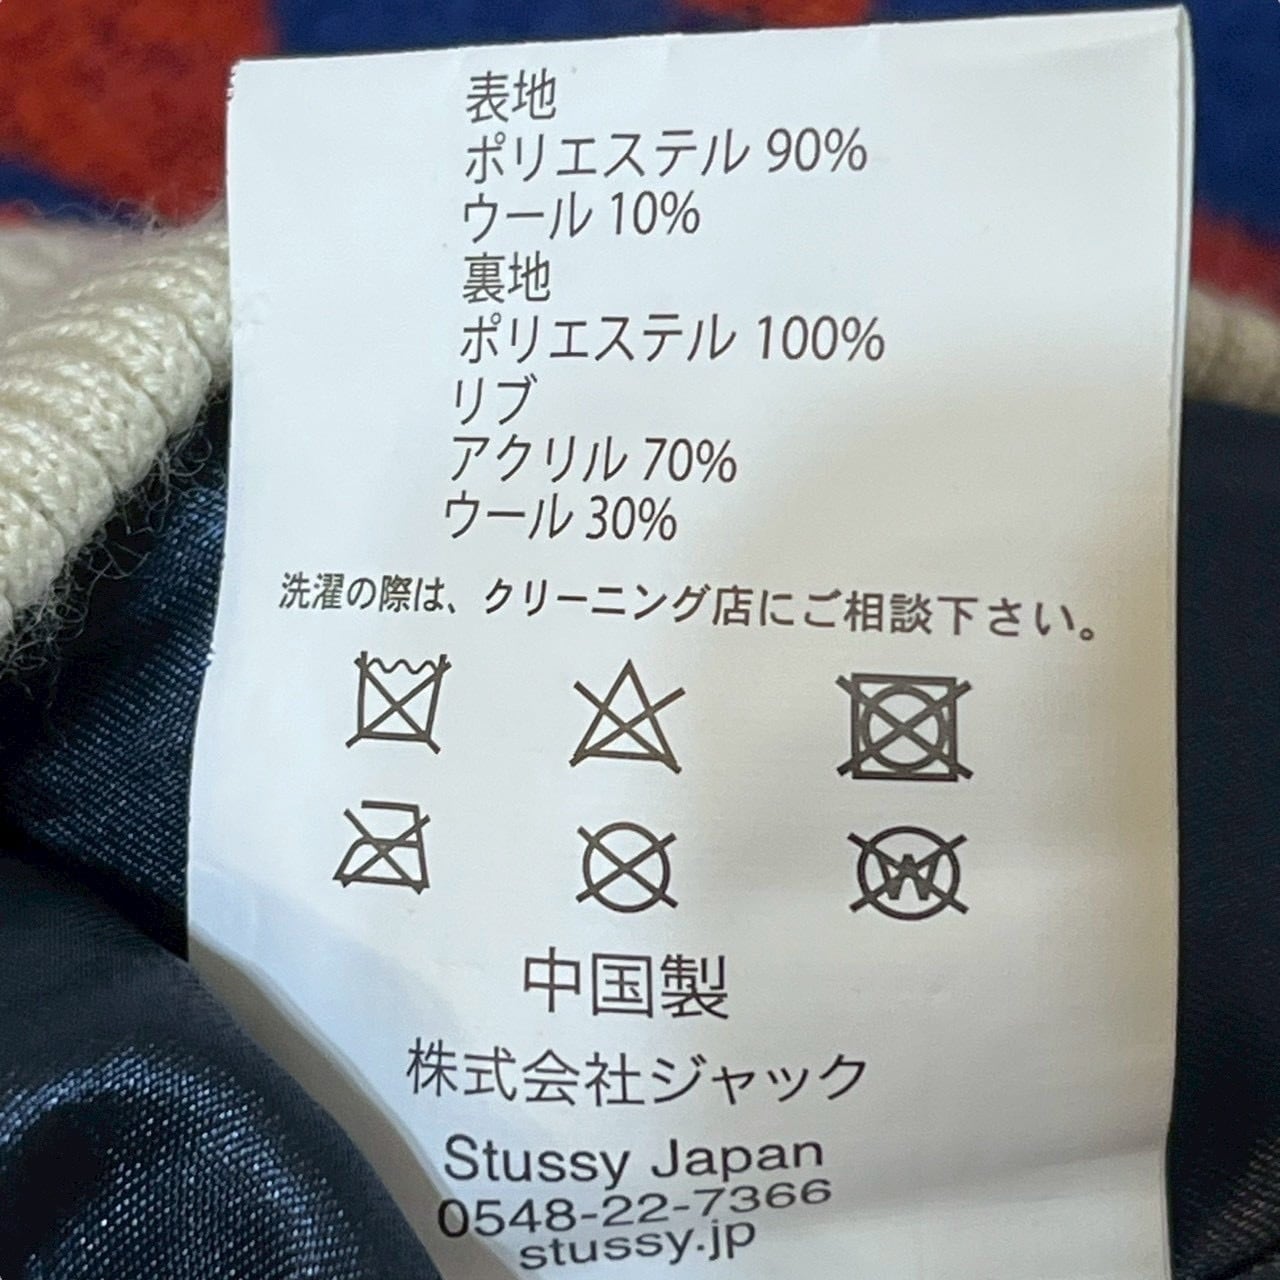 表地
ポリエステル 90%
ウール 10%
裏地
ポリエステル 100%
リブ
アクリル 70%
ウール 30%
洗濯の際は、クリーニング店にご相談下さい。
W
中国製
株式会社ジャック
Stussy Japan
0548-22-7366
stussy.jp